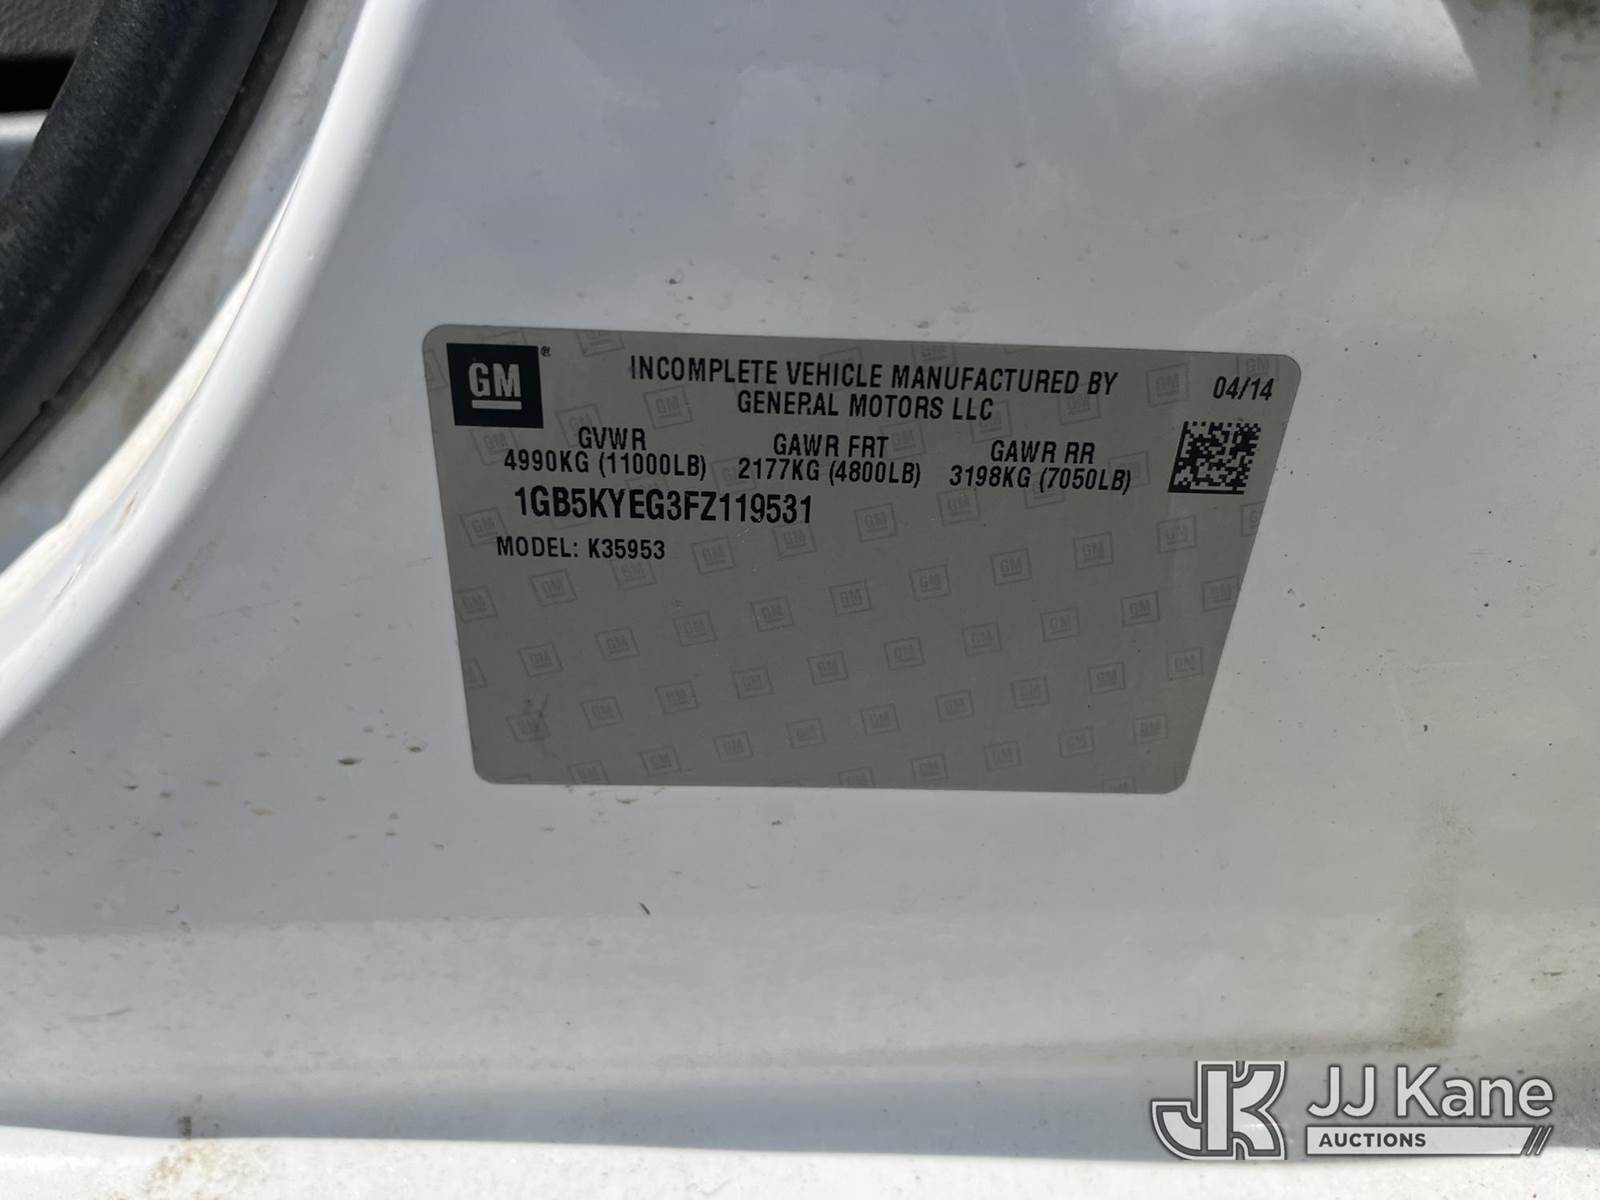 GM
®
INCOMPLETE VEHICLE MANUFACTURED BY
GENERAL MOTORS LLC
04/14
GVWR
4990KG (11000LB)
GAWR FRT
2177KG (4800LB)
GAWR RR
3198KG (7050LB)
1GB5KYEG3FZ119531
MODEL: K35953
JK
JJ Kane
AUCTIONS